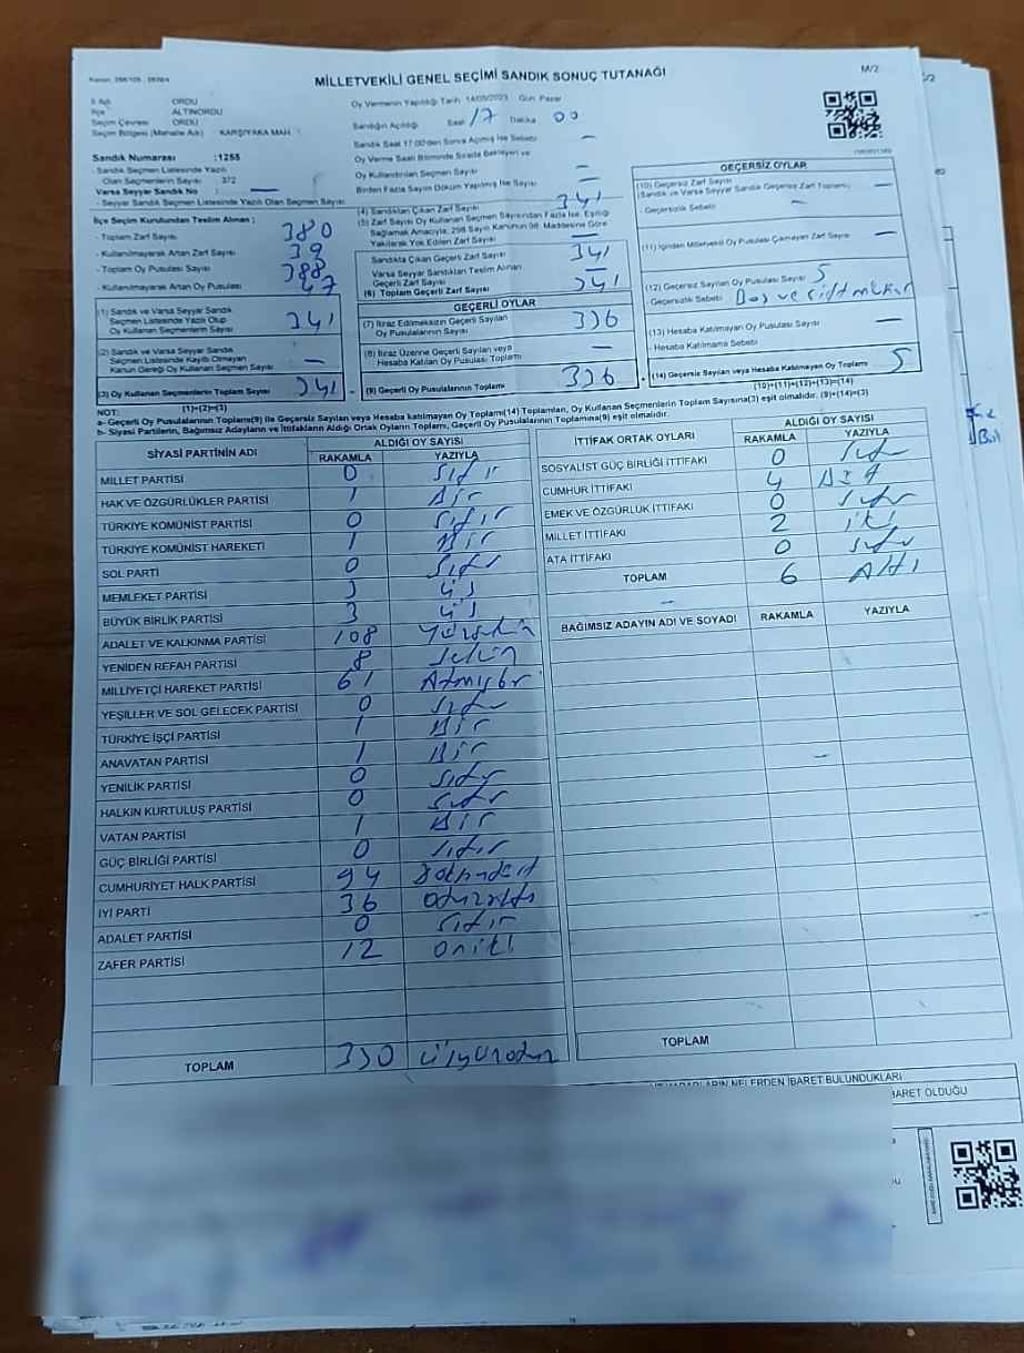 MİLLETVEKİLİ GENEL SEÇİMİ SANDIK SONUÇ TUTANAĞI
M/2
İl Adı : ORDU
İlçe : ALTINORDU
Seçim Çevresi : ORDU
Seçim Bölgesi (Mahalle Adı) : KARŞIYAKA MAH.
Sandık Numarası : 1255
- Sandık Seçmen Listesinde Yazılı
Olan Seçmenlerin Sayısı : 372
Varsa Seyyar Sandık No : —
- Seyyar Sandık Seçmen Listesinde Yazılı Olan Seçmen Sayısı
Oy Vermenin Yapıldığı Tarih: 14/05/2023 Gün: Pazar
Sandığın Açıldığı Saat 17 Dakika 00
Sandık Saat 17.00'den Sonra Açılmış İse Sebebi —
Oy Verme Saati Bitiminde Sırada Bekleyen ve
Oy Kullandırılan Seçmen Sayısı —
Birden Fazla Sayım Döküm Yapılmış İse Sayısı —
İlçe Seçim Kurulundan Teslim Alınan :
- Toplam Zarf Sayısı 380
- Kullanılmayarak Artan Zarf Sayısı 39
- Toplam Oy Pusulası Sayısı 388
- Kullanılmayarak Artan Oy Pusulası 47
(1) Sandık ve Varsa Seyyar Sandık
Seçmen Listesinde Yazılı Olup
Oy Kullanan Seçmenlerin Sayısı 341
(2) Sandık ve Varsa Seyyar Sandık
Seçmen Listesinde Kayıtlı Olmayan
Kanun Gereği Oy Kullanan Seçmen Sayısı —
(3) Oy Kullanan Seçmenlerin Toplam Sayısı 341
(1)+(2)=(3)
(4) Sandıktan Çıkan Zarf Sayısı 341
(5) Zarf Sayısı Oy Kullanan Seçmen Sayısından Fazla İse, Eşitliği
Sağlamak Amacıyla, 298 Sayılı Kanunun 98. Maddesine Göre
Yakılarak Yok Edilen Zarf Sayısı —
Sandıkta Çıkan Geçerli Zarf Sayısı 341
Varsa Seyyar Sandıktan Teslim Alınan
Geçerli Zarf Sayısı —
(6) Toplam Geçerli Zarf Sayısı 341
GEÇERLİ OYLAR
(7) İtiraz Edilmeksizin Geçerli Sayılan
Oy Pusulalarının Sayısı 336
(8) İtiraz Üzerine Geçerli Sayılan veya
Hesaba Katılan Oy Pusulası Toplamı —
(9) Geçerli Oy Pusulalarının Toplamı 336
GEÇERSİZ OYLAR
(10) Geçersiz Zarf Sayısı
(Sandık ve Varsa Seyyar Sandık Geçersiz Zarf Toplamı) —
- Geçersizlik Sebebi —
(11) İçinden Milletvekili Oy Pusulası Çıkmayan Zarf Sayısı —
(12) Geçersiz Sayılan Oy Pusulası Sayısı 5
- Geçersizlik Sebebi Boş ve çift mühür
(13) Hesaba Katılmayan Oy Pusulası Sayısı —
- Hesaba Katılmama Sebebi
(14) Geçersiz Sayılan veya Hesaba Katılmayan Oy Toplamı 5
(10)+(11)+(12)+(13)=(14)
NOT:
a- Geçerli Oy Pusulalarının Toplamı(9) ile Geçersiz Sayılan veya Hesaba katılmayan Oy Toplamı(14) Toplamları, Oy Kullanan Seçmenlerin Toplam Sayısına(3) eşit olmalıdır. (9)+(14)=(3)
b- Siyasi Partilerin, Bağımsız Adayların ve İttifakların Aldığı Ortak Oyların Toplamı, Geçerli Oy Pusulalarının Toplamına(9) eşit olmalıdır.
SİYASİ PARTİNİN ADI ALDIĞI OY SAYISI
RAKAMLA YAZIYLA
MİLLET PARTİSİ 0 Sıfır
HAK VE ÖZGÜRLÜKLER PARTİSİ 1 Bir
TÜRKİYE KOMÜNİST PARTİSİ 0 Sıfır
TÜRKİYE KOMÜNİST HAREKETİ 1 Bir
SOL PARTİ 0 Sıfır
MEMLEKET PARTİSİ 3 üç
BÜYÜK BİRLİK PARTİSİ 3 üç
ADALET VE KALKINMA PARTİSİ 108 Yüzsekiz
YENİDEN REFAH PARTİSİ 8 Sekiz
MİLLİYETÇİ HAREKET PARTİSİ 61 Atmışbir
YEŞİLLER VE SOL GELECEK PARTİSİ 0 Sıfır
TÜRKİYE İŞÇİ PARTİSİ 1 Bir
ANAVATAN PARTİSİ 1 Bir
YENİLİK PARTİSİ 0 Sıfır
HALKIN KURTULUŞ PARTİSİ 0 Sıfır
VATAN PARTİSİ 1 Bir
GÜÇ BİRLİĞİ PARTİSİ 0 Sıfır
CUMHURİYET HALK PARTİSİ 94 Doksandört
İYİ PARTİ 36 Otuzaltı
ADALET PARTİSİ 0 Sıfır
ZAFER PARTİSİ 12 Oniki
TOPLAM 330 Üçyüzotuz
İTTİFAK ORTAK OYLARI ALDIĞI OY SAYISI
RAKAMLA YAZIYLA
SOSYALİST GÜÇ BİRLİĞİ İTTİFAKI 0 Sıfır
CUMHUR İTTİFAKI 4
EMEK VE ÖZGÜRLÜK İTTİFAKI 0 Sıfır
MİLLET İTTİFAKI 2 iki
ATA İTTİFAKI 0 Sıfır
TOPLAM 6 Altı
BAĞIMSIZ ADAYIN ADI VE SOYADI RAKAMLA YAZIYLA
TOPLAM
NELERDEN İBARET BULUNDUKLARI
İBARET OLDUĞU